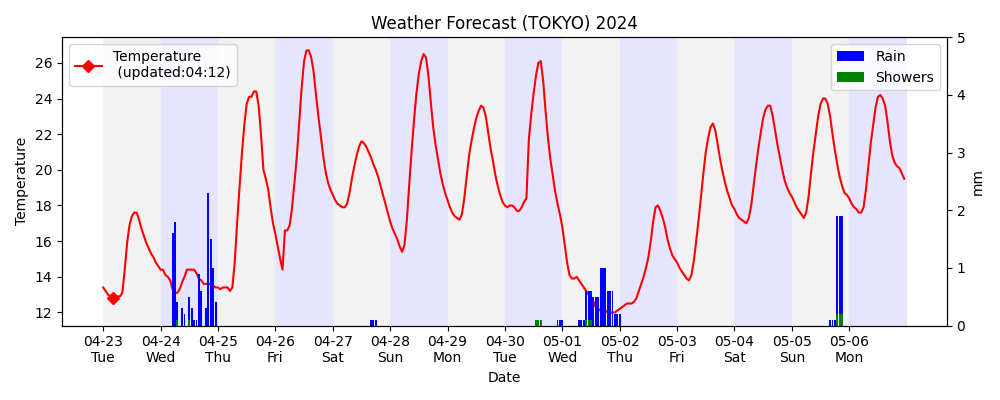 Weather Forecast (TOKYO) 2024
Temperature
(updated:04:12)
Rain
Showers
Temperature
26
24
22
20
18
16
14
12
mm
5
4
3
2
1
0
04-23 04-24 04-25 04-26 04-27 04-28 04-29 04-30 05-01 05-02 05-03 05-04 05-05 05-06
Tue Wed Thu Fri Sat Sun Mon Tue Wed Thu Fri Sat Sun Mon
Date